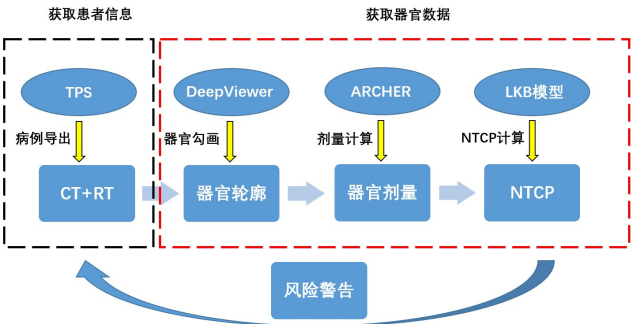 获取患者信息
获取器官数据
TPS
DeepViewer
ARCHER
LKB模型
病例导出
器官勾画
剂量计算
NTCP计算
CT+RT
器官轮廓
器官剂量
NTCP
风险警告